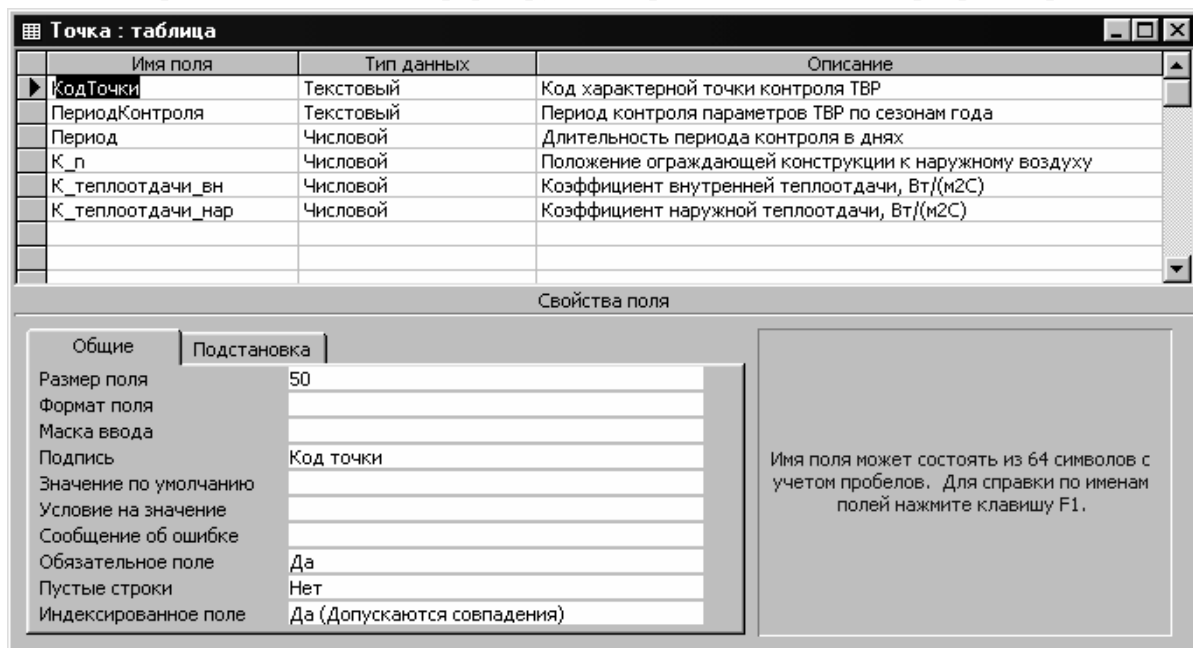 Точка : таблица
Имя поля Тип данных Описание
КодТочки Текстовый Код характерной точки контроля ТВР
ПериодКонтроля Текстовый Период контроля параметров ТВР по сезонам года
Период Числовой Длительность периода контроля в днях
К_n Числовой Положение ограждающей конструкции к наружному воздуху
К_теплоотдачи_вн Числовой Коэффициент внутренней теплоотдачи, Вт/(м2С)
К_теплоотдачи_нар Числовой Коэффициент наружной теплоотдачи, Вт/(м2С)
Свойства поля
Общие Подстановка
Размер поля 50
Формат поля
Маска ввода
Подпись Код точки
Значение по умолчанию
Условие на значение
Сообщение об ошибке
Обязательное поле Да
Пустые строки Нет
Индексированное поле Да (Допускаются совпадения)
Имя поля может состоять из 64 символов с
учетом пробелов. Для справки по именам
полей нажмите клавишу F1.